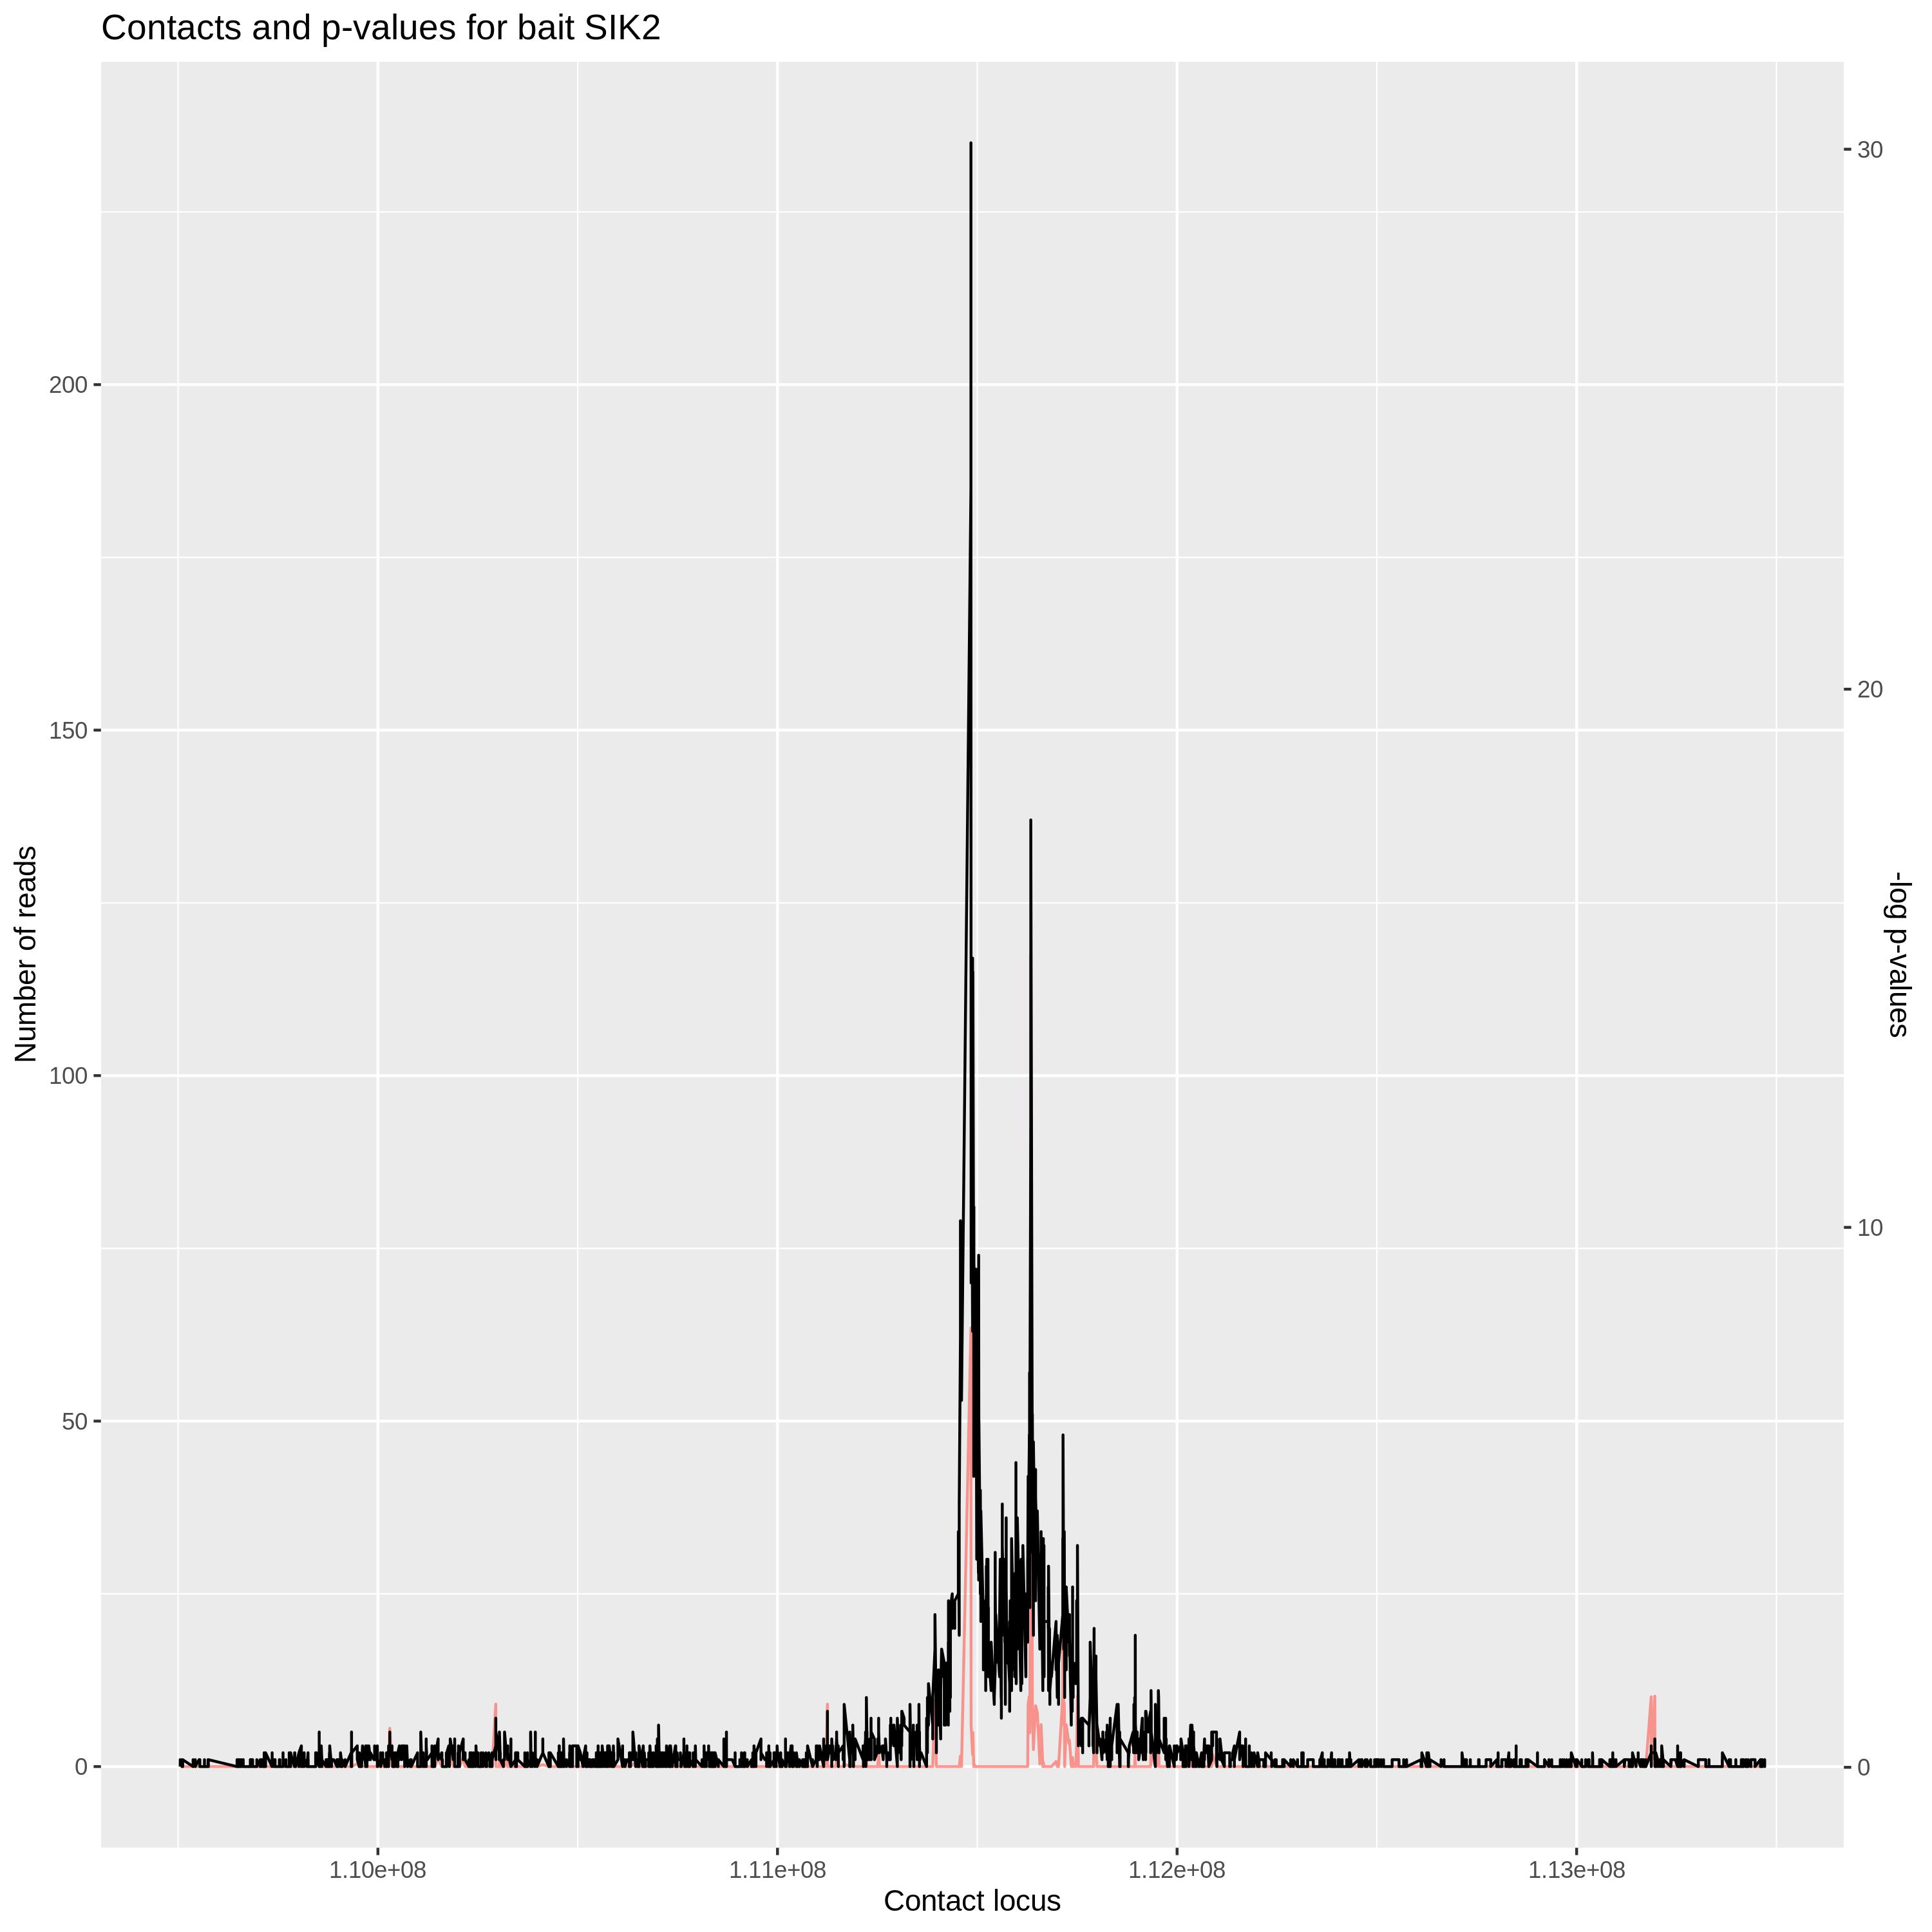 Contacts and p-values for bait SIK2
Number of reads
200
150
100
50
0
30
20
10
0
-log p-values
1.10e+08 1.11e+08 1.12e+08 1.13e+08
Contact locus